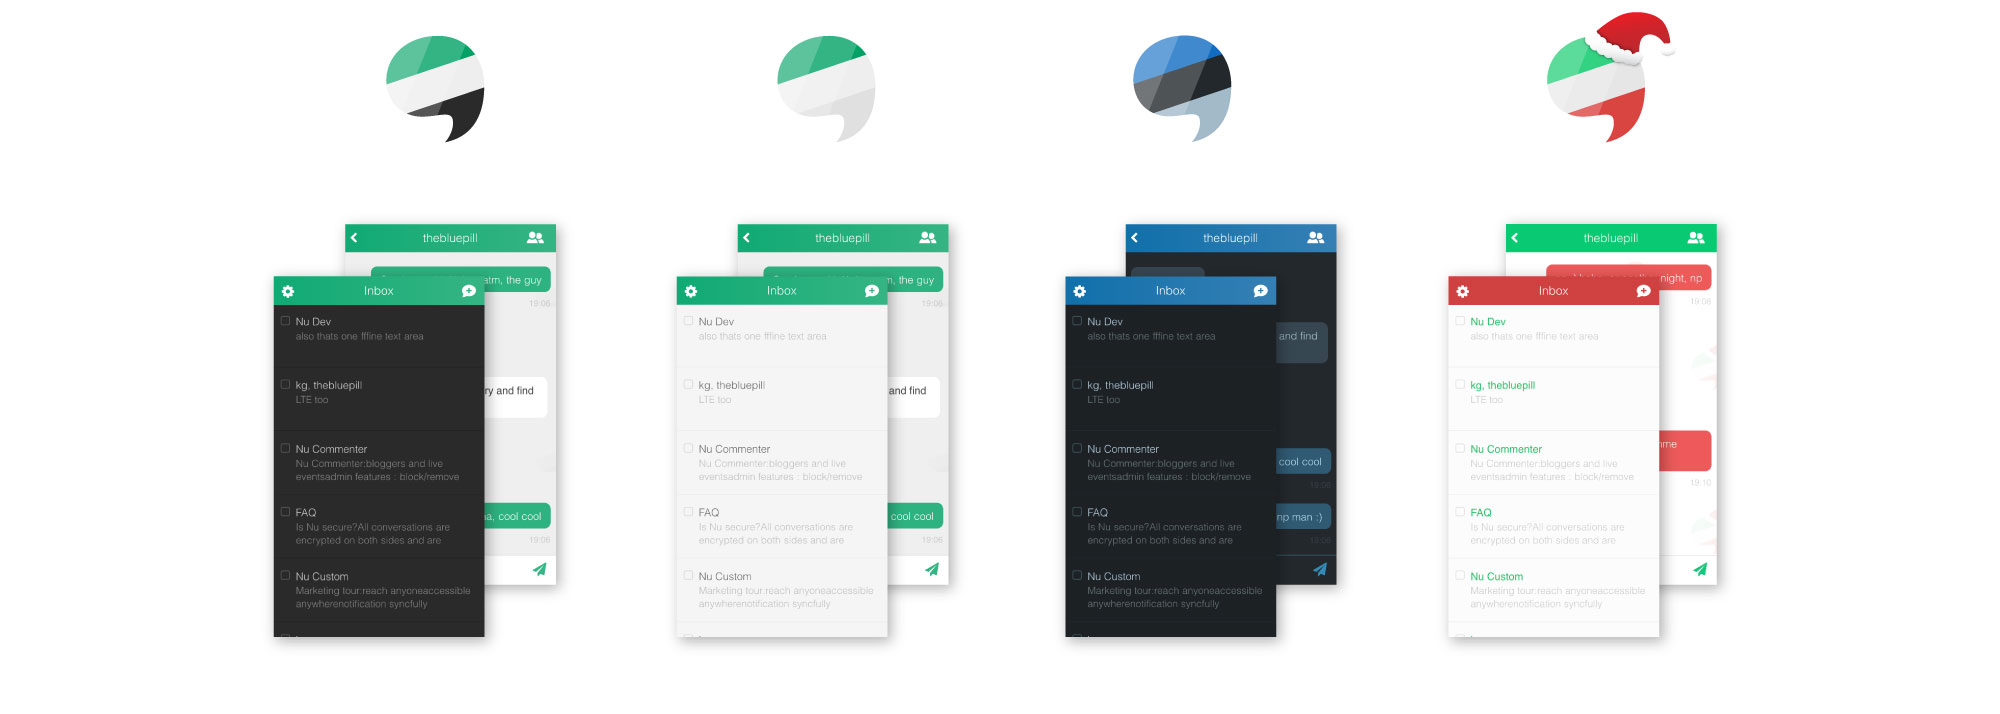 thebluepill
atm, the guy
19:06
Inbox
Nu Dev
also thats one fffine text area
ry and find
kg, thebluepill
LTE too
Nu Commenter
Nu Commenter:bloggers and live
eventsadmin features : block/remove
FAQ
Is Nu secure?All conversations are
encrypted on both sides and are
cool cool
19:06
Nu Custom
Marketing tour:reach anyoneaccessible
anywherenotification syncfully
thebluepill
the guy
19:06
Inbox
Nu Dev
also thats one fffine text area
and find
kg, thebluepill
LTE too
Nu Commenter
Nu Commenter:bloggers and live
eventsadmin features : block/remove
FAQ
Is Nu secure?All conversations are
encrypted on both sides and are
cool cool
19:06
Nu Custom
Marketing tour:reach anyoneaccessible
anywherenotification syncfully
thebluepill
Inbox
Nu Dev
also thats one fffine text area
and find
kg, thebluepill
LTE too
Nu Commenter
Nu Commenter:bloggers and live
eventsadmin features : block/remove
cool cool
19:06
FAQ
Is Nu secure?All conversations are
encrypted on both sides and are
np man :)
19:06
Nu Custom
Marketing tour:reach anyoneaccessible
anywherenotification syncfully
thebluepill
night, np
19:08
Inbox
Nu Dev
also thats one fffine text area
kg, thebluepill
LTE too
Nu Commenter
Nu Commenter:bloggers and live
eventsadmin features : block/remove
19:10
FAQ
Is Nu secure?All conversations are
encrypted on both sides and are
Nu Custom
Marketing tour:reach anyoneaccessible
anywherenotification syncfully